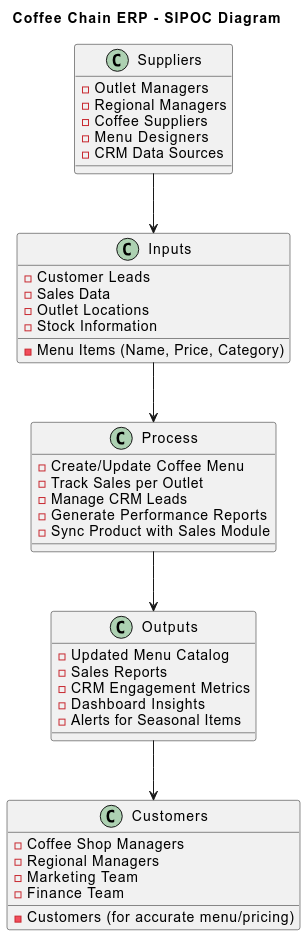 Coffee Chain ERP - SIPOC Diagram
C Suppliers
Outlet Managers
Regional Managers
Coffee Suppliers
Menu Designers
CRM Data Sources
C Inputs
Customer Leads
Sales Data
Outlet Locations
Stock Information
Menu Items (Name, Price, Category)
C Process
Create/Update Coffee Menu
Track Sales per Outlet
Manage CRM Leads
Generate Performance Reports
Sync Product with Sales Module
C Outputs
Updated Menu Catalog
Sales Reports
CRM Engagement Metrics
Dashboard Insights
Alerts for Seasonal Items
C Customers
Coffee Shop Managers
Regional Managers
Marketing Team
Finance Team
Customers (for accurate menu/pricing)